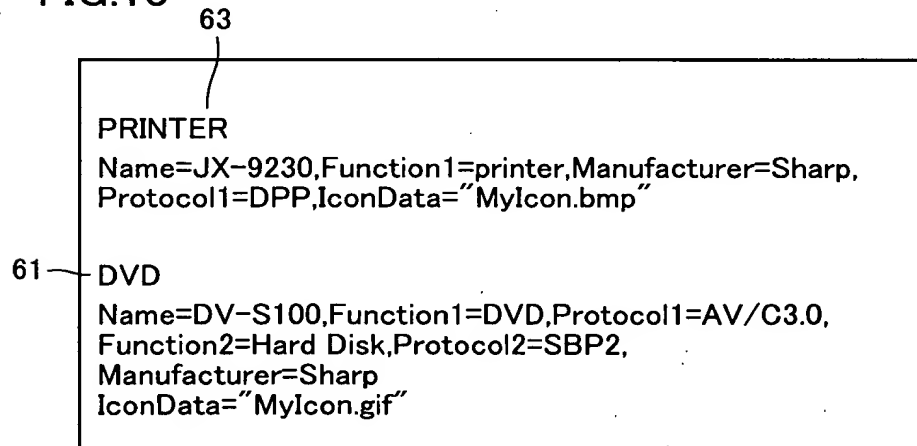 63
PRINTER
Name=JX-9230,Function1=printer,Manufacturer=Sharp,
Protocol1=DPP,IconData="MyIcon.bmp"
61 DVD
Name=DV-S100,Function1=DVD,Protocol1=AV/C3.0,
Function2=Hard Disk,Protocol2=SBP2,
Manufacturer=Sharp
IconData="MyIcon.gif"